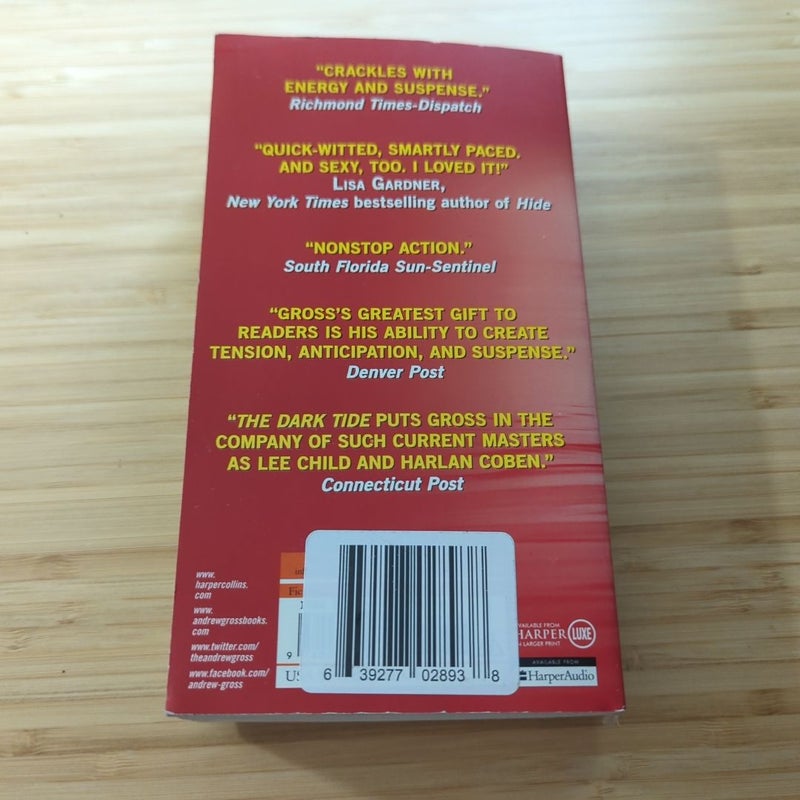 "CRACKLES WITH
ENERGY AND SUSPENSE."
Richmond Times-Dispatch
"QUICK-WITTED, SMARTLY PACED,
AND SEXY, TOO. I LOVED IT!"
LISA GARDNER,
New York Times bestselling author of Hide
"NONSTOP ACTION."
South Florida Sun-Sentinel
"GROSS'S GREATEST GIFT TO
READERS IS HIS ABILITY TO CREATE
TENSION, ANTICIPATION, AND SUSPENSE."
Denver Post
"THE DARK TIDE PUTS GROSS IN THE
COMPANY OF SUCH CURRENT MASTERS
AS LEE CHILD AND HARLAN COBEN."
Connecticut Post
www.
harpercollins.
com
www.
andrewgrossbooks.
com
www.twitter.com/
theandrewgross
www.facebook.com/
andrew-gross
9
6 39277 02893 8
FROM
HARPER LUXE
LARGER PRINT
AVAILABLE FROM
HarperAudio